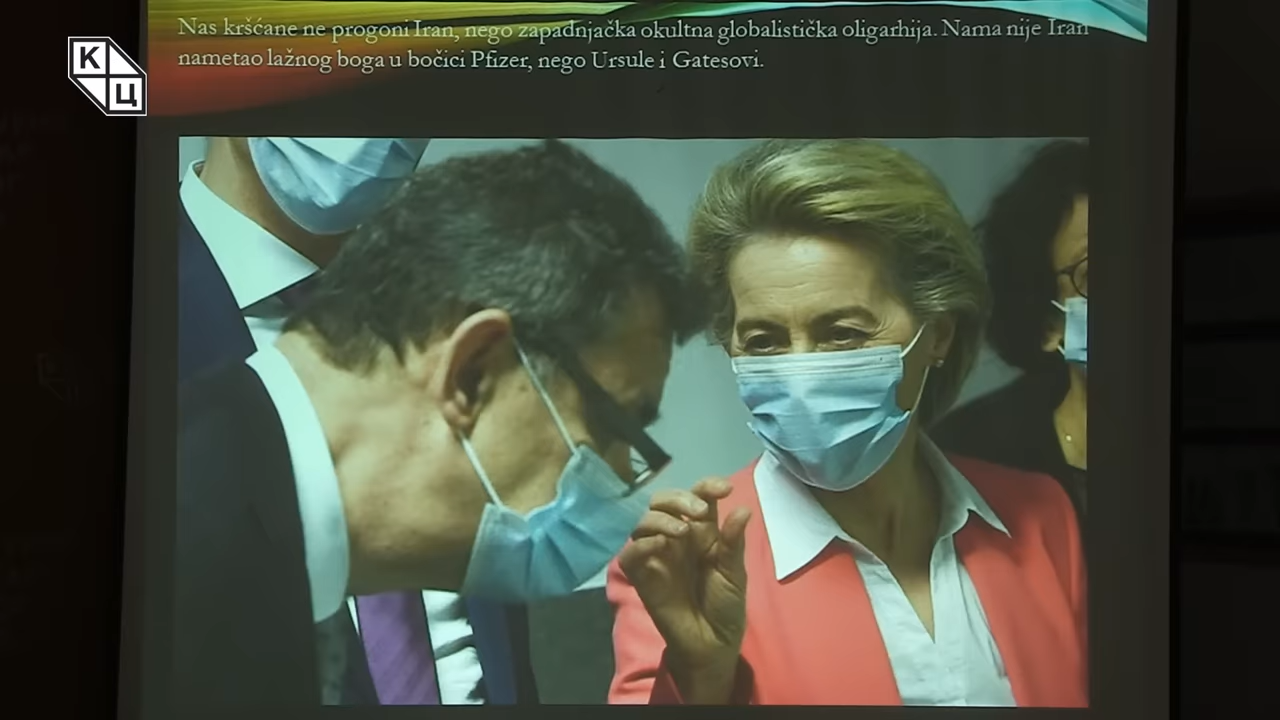 К
Ц
Nas kršćane ne progoni Iran, nego zapadnjačka okultna globalistička oligarhija. Nama nije Iran
nametao lažnog boga u bočici Pfizer, nego Ursule i Gatesovi.